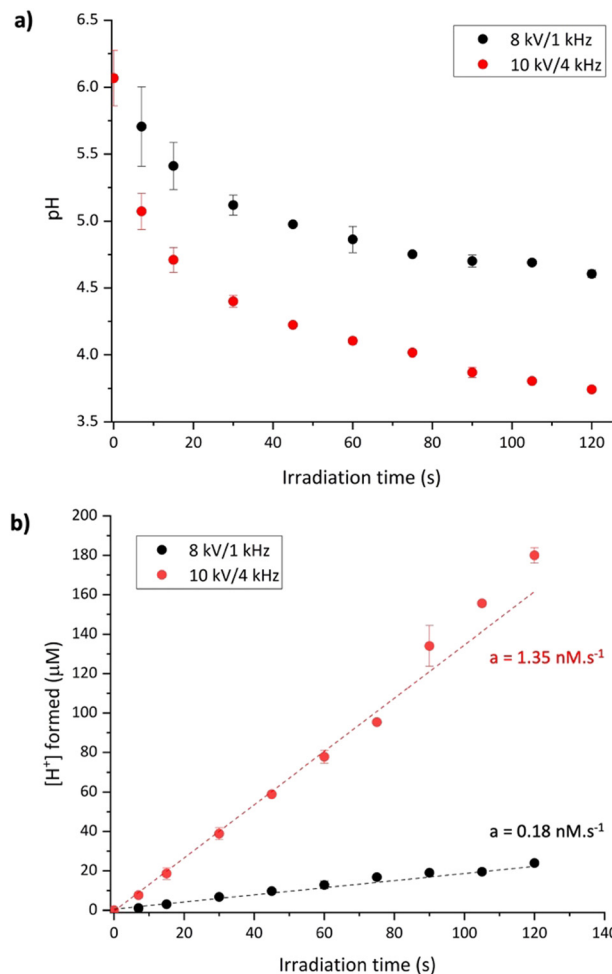 a)
6.5
6.0
5.5
5.0
4.5
4.0
3.5
pH
8 kV/1 kHz
10 kV/4 kHz
0 20 40 60 80 100 120
Irradiation time (s)
b)
200
180
160
140
120
100
80
60
40
20
0
[H⁺] formed (μM)
8 kV/1 kHz
10 kV/4 kHz
a = 1.35 nM.s⁻¹
a = 0.18 nM.s⁻¹
0 20 40 60 80 100 120 140
Irradiation time (s)